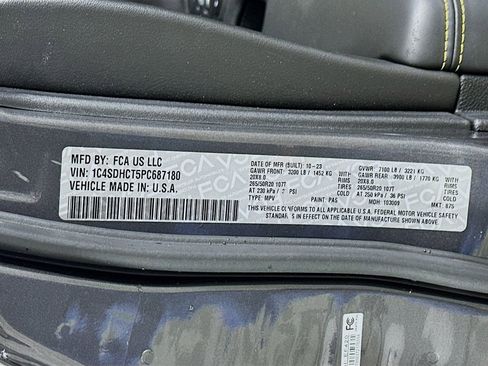 MFD BY: FCA US LLC
VIN: 1C4SDHCT5PC687180
VEHICLE MADE IN: U.S.A.
DATE OF MFR (BUILT): 10-23
GVWR: 7100 LB / 3221 KG
GAWR FRONT: 3200 LB / 1452 KG WITH
GAWR REAR: 3900 LB / 1770 KG WITH
20X8.0 RIMS
20X8.0 RIMS
265/50R20 107T TIRES
265/50R20 107T TIRES
AT 230 kPa / PSI COLD
AT 250 kPa / 36 PSI COLD
THIS VEHICLE CONFORMS TO ALL APPLICABLE U.S.A. FEDERAL MOTOR VEHICLE SAFETY
STANDARDS IN EFFECT ON THE DATE OF MANUFACTURE SHOWN ABOVE.
TYPE: MPV PAINT: PAS MDH: 103009 MKT: 875
FC